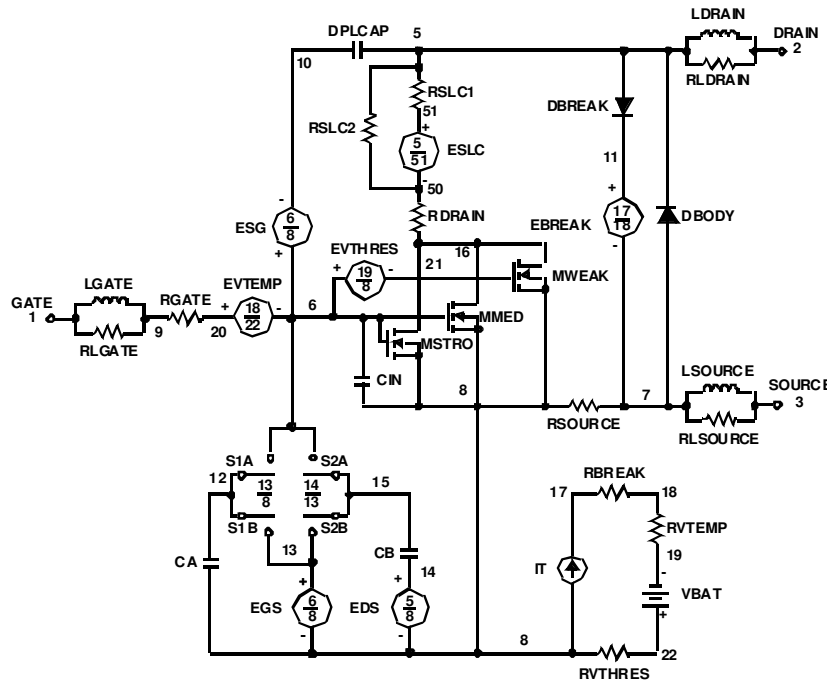 LDRAIN
DPLCAP
5
DRAIN
2
10
RLDRAIN
RSLC1
51
DBREAK
RSLC2
+
5
51
ESLC
11
-
50
-
+
6
8
ESG
+
RDRAIN
EBREAK
17
18
DBODY
-
EVTHRES
16
21
+
19
8
-
MWEAK
LGATE
EVTEMP
GATE
1
RGATE
+
18
22
-
6
MMED
9
20
RLGATE
MSTRO
CIN
LSOURCE
8
7
SOURCE
3
RSOURCE
RLSOURCE
S1A
S2A
12
13
8
14
13
15
RBREAK
17
18
S1B
S2B
RVTEMP
13
CB
19
CA
14
IT
-
VBAT
+
+
EGS
6
8
EDS
5
8
+
-
-
8
22
RVTHRES